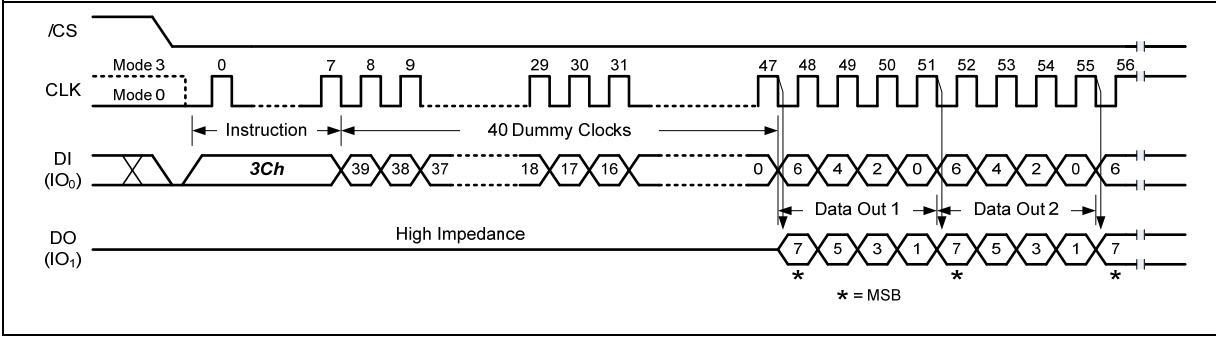 /CS
Mode 3 0 7 8 9 29 30 31 47 48 49 50 51 52 53 54 55 56
CLK
Mode 0
Instruction 40 Dummy Clocks
DI
(IO0) 3Ch 39 38 37 18 17 16 0 6 4 2 0 6 4 2 0 6
Data Out 1 Data Out 2
High Impedance
DO
(IO1) 7 5 3 1 7 5 3 1 7
* * *
* = MSB